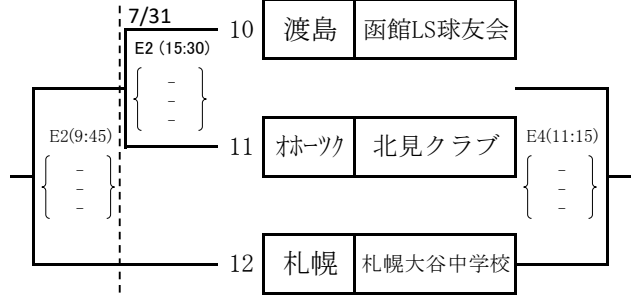 7/31
10 渡島 函館LS球友会
E2 (15:30)
-
-
-
E2(9:45)
-
-
-
11 オホーツク 北見クラブ
E4(11:15)
-
-
-
12 札幌 札幌大谷中学校